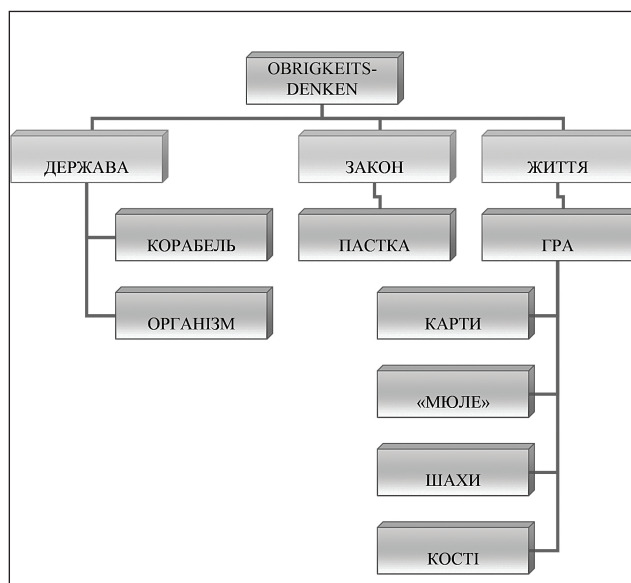 OBRIGKEITS-
DENKEN
ДЕРЖАВА
ЗАКОН
ЖИТТЯ
КОРАБЕЛЬ
ПАСТКА
ГРА
ОРГАНІЗМ
КАРТИ
«МЮЛЕ»
ШАХИ
КОСТІ